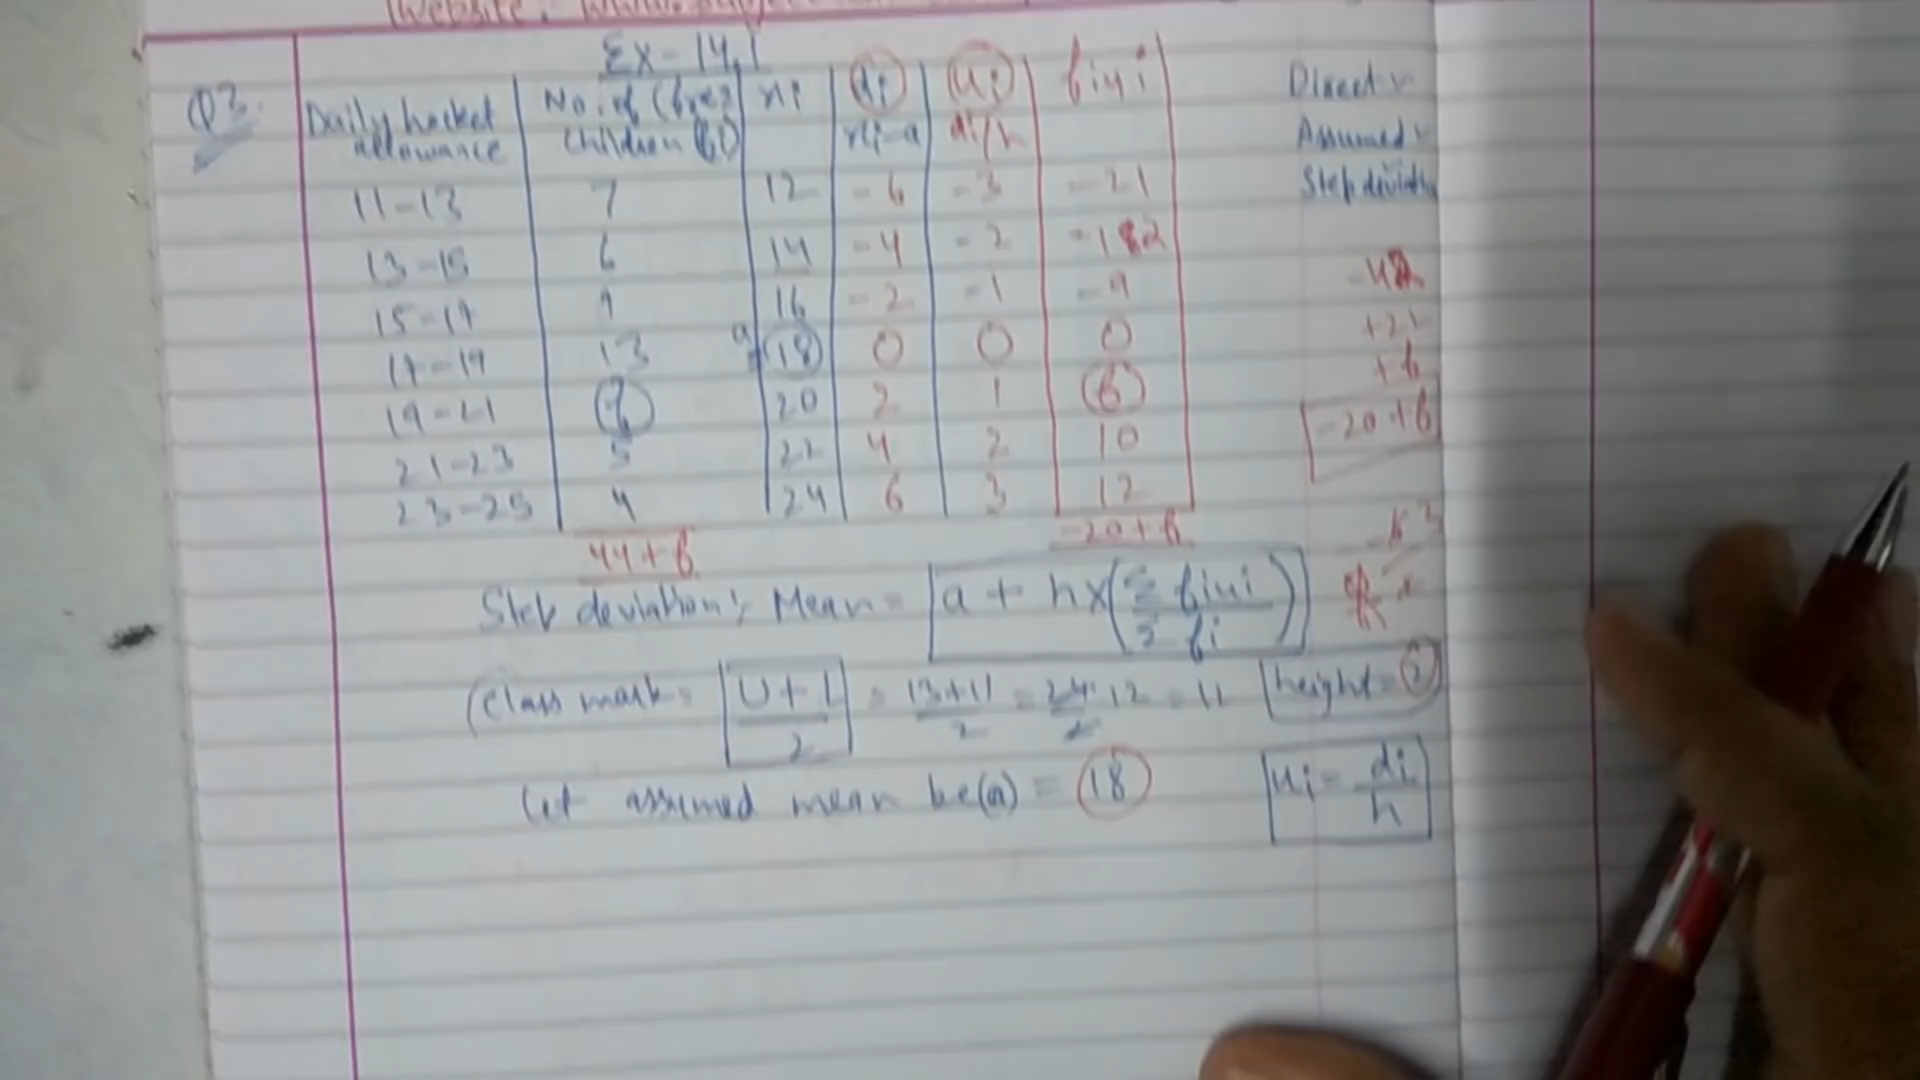 Ex-14.1
Q3.
Daily pocket allowance | No. of children (fi) | xi | di xi-a | ui di/h | fiui
11-13 7 12 -6 -3 -21
13-15 6 14 -4 -2 -12
15-17 9 16 -2 -1 -9
17-19 13 a 18 0 0 0
19-21 f 20 2 1 f
21-23 5 22 4 2 10
23-25 4 24 6 3 12
44+f -20+f
Direct
Assumed
Step deviation
+22
+f
-20+f
Step deviation: Mean = a + h×(Σfiui/Σfi)
(Class mark = U+L/2 = 13+11/2 = 24/2 12 = 12
height = 2
Let assumed mean be(a) = 18
ui = di/h